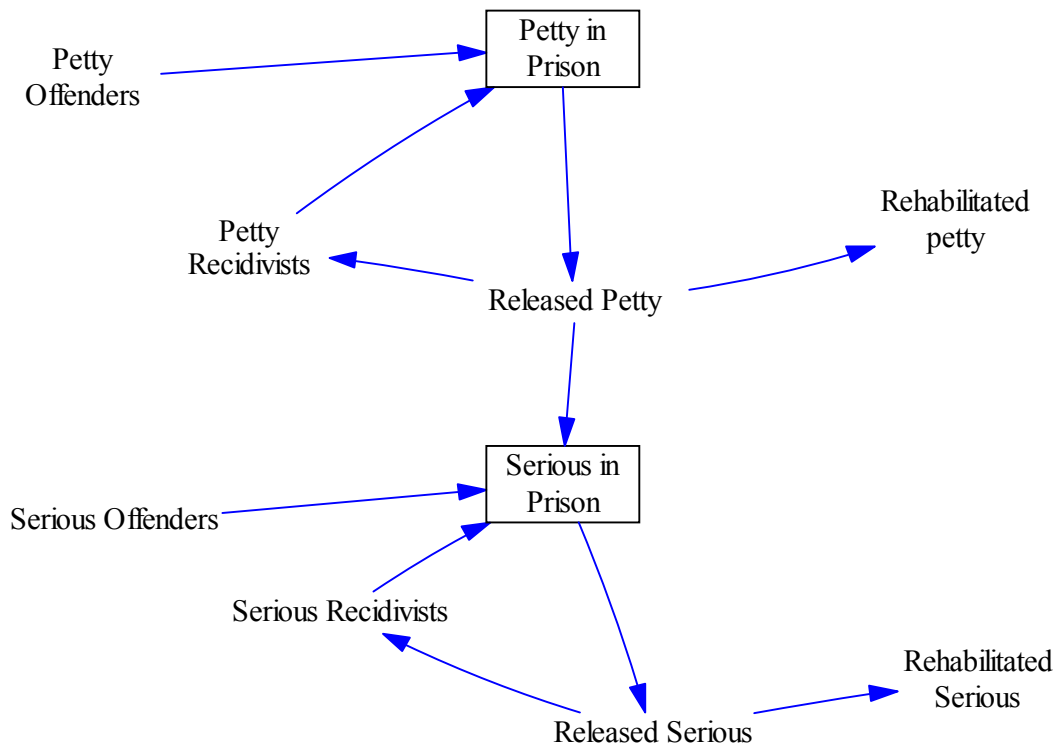 Petty in
Prison
Petty
Offenders
Rehabilitated
petty
Petty
Recidivists
Released Petty
Serious in
Prison
Serious Offenders
Serious Recidivists
Rehabilitated
Serious
Released Serious